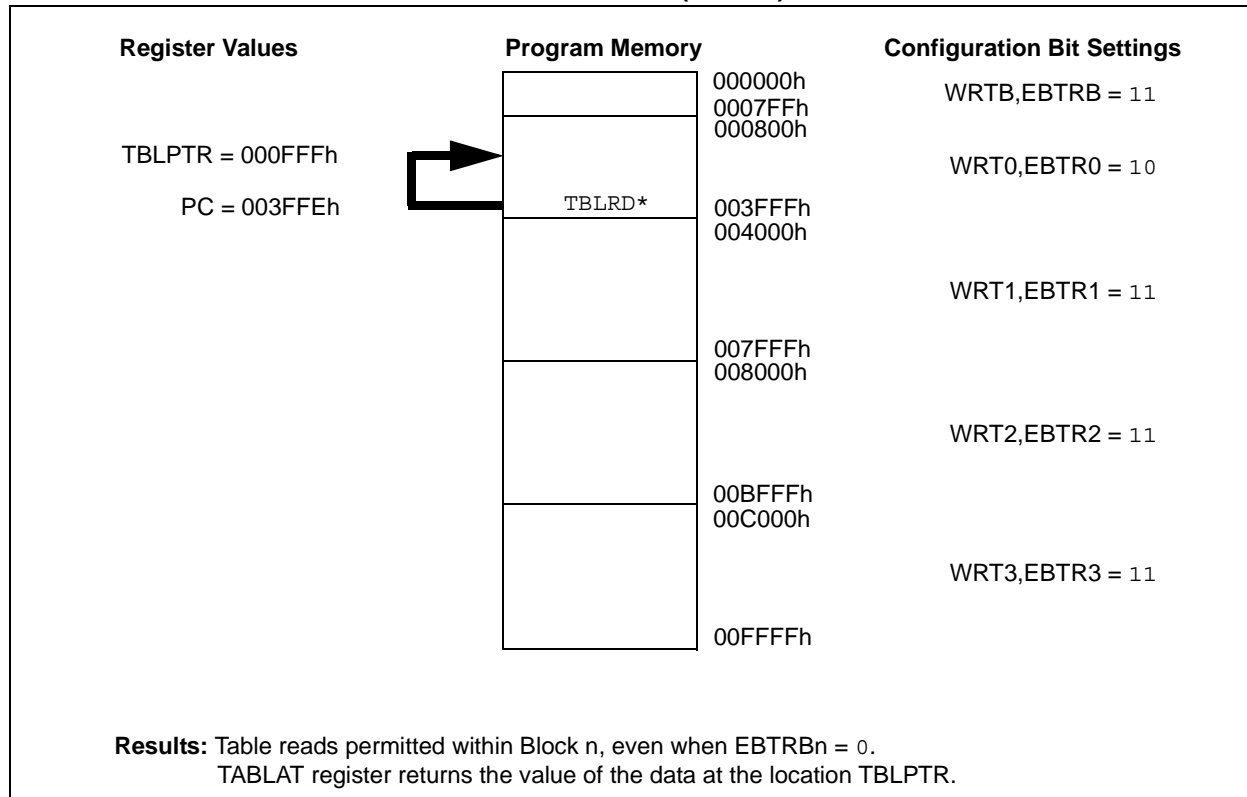 Register Values
Program Memory
Configuration Bit Settings
000000h
WRTB,EBTRB = 11
0007FFh
000800h
TBLPTR = 000FFFh
WRT0,EBTR0 = 10
PC = 003FFEh
TBLRD*
003FFFh
004000h
WRT1,EBTR1 = 11
007FFFh
008000h
WRT2,EBTR2 = 11
00BFFFh
00C000h
WRT3,EBTR3 = 11
00FFFFh
Results: Table reads permitted within Block n, even when EBTRBn = 0.
TABLAT register returns the value of the data at the location TBLPTR.